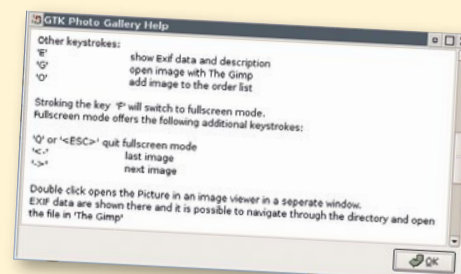 GTK Photo Gallery Help
Other keystrokes:
'E' show Exif data and description
'G' open image with The Gimp
'O' add image to the order list
Stroking the key 'F' will switch to fullscreen mode.
Fullscreen mode offers the following additional keystrokes:
'Q' or '<ESC>' quit fullscreen mode
'<-' last image
'->' next image
Double click opens the Picture in an image viewer in a seperate window.
EXIF data are shown there and it is possible to navigate through the directory and open
the file in 'The Gimp'
OK